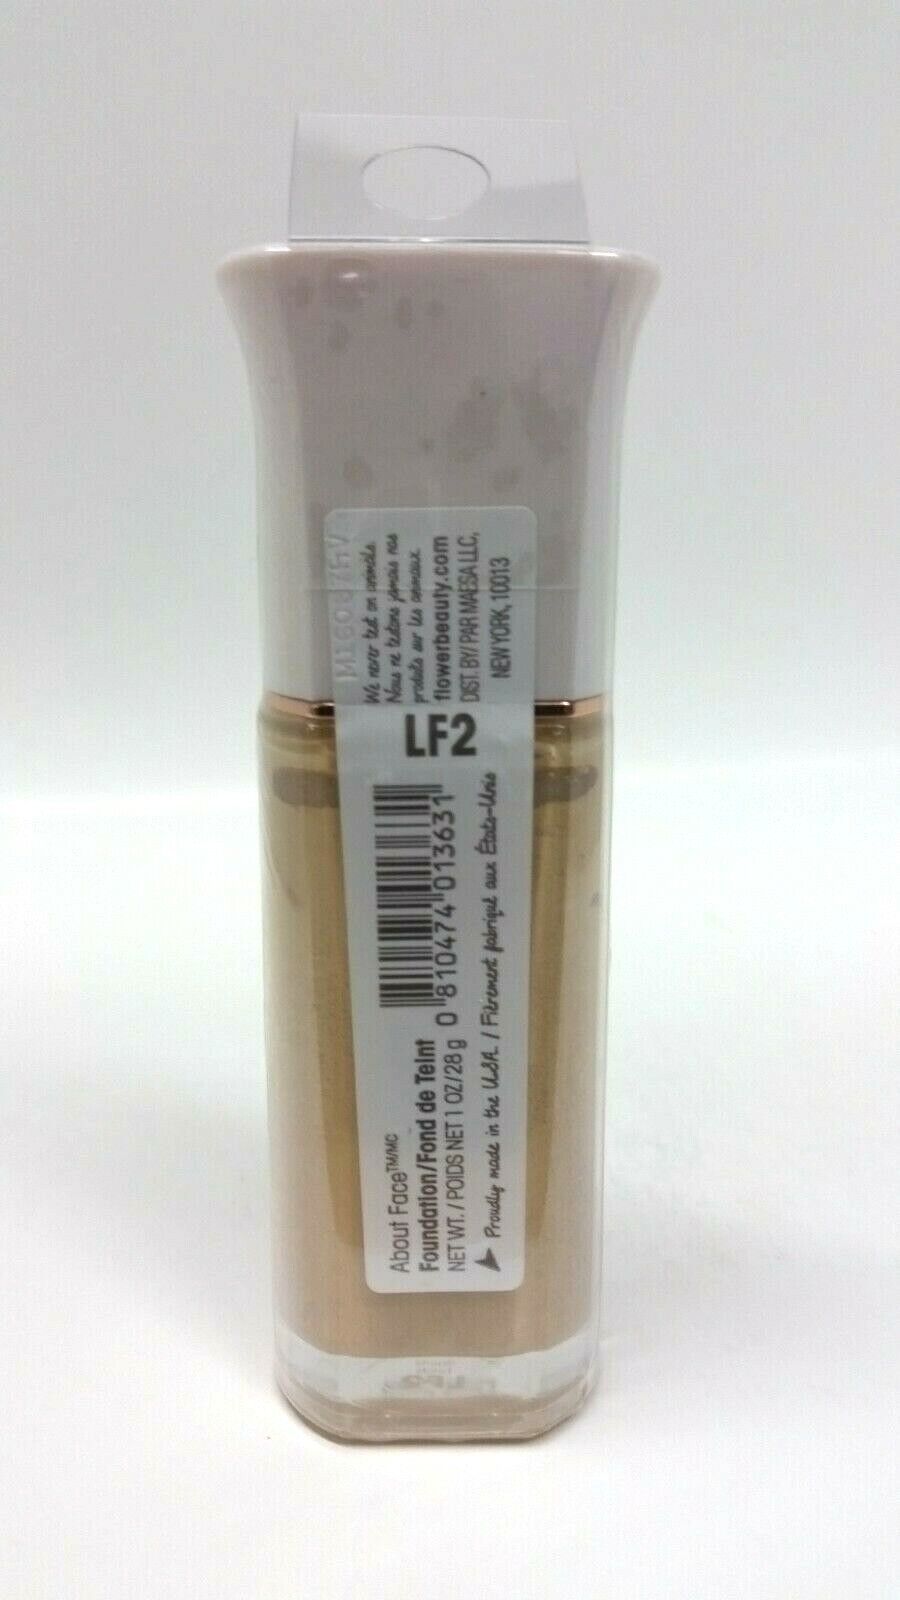 We never test on animals.
Nous ne testons jamais nos
produits sur les animaux.
flowerbeauty.com
DIST. BY/ PAR MAESA LLC,
NEW YORK, 10013
LF2
0 810474 013631
About Face™/MC
Foundation/Fond de Teint
NET WT. / POIDS NET 1 OZ/28 g
Proudly made in the U.S.A. / Fièrement fabriqué aux États-Unis